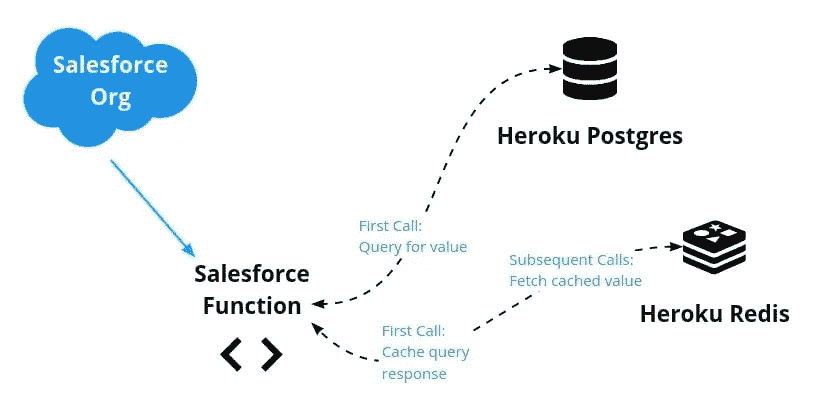 Salesforce
Org
Heroku Postgres
First Call:
Query for value
Subsequent Calls:
Fetch cached value
Salesforce
Function
Heroku Redis
First Call:
Cache query
response